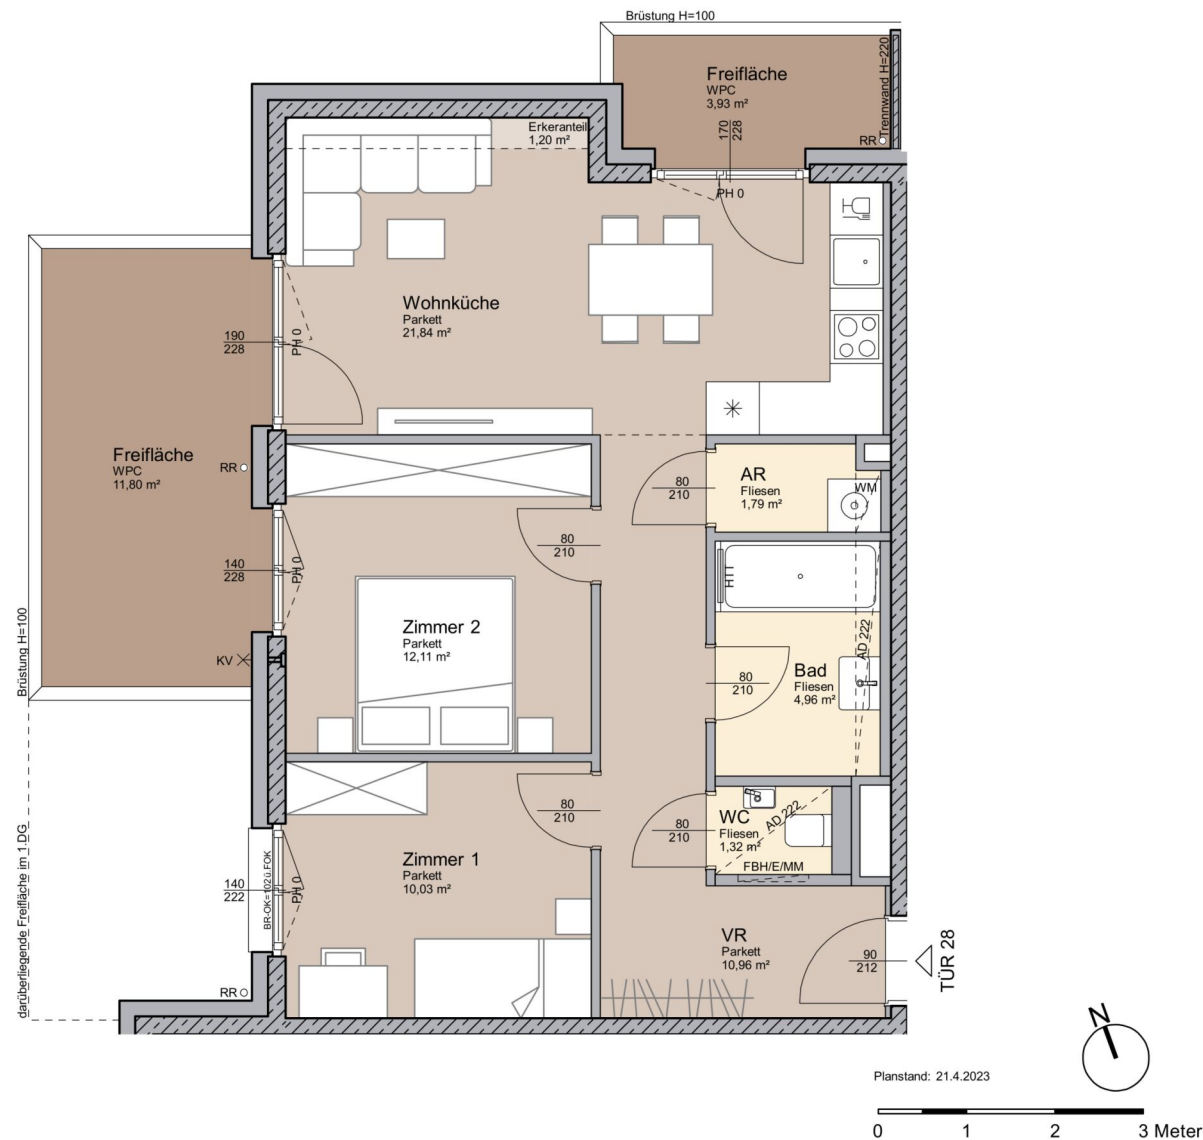 Brüstung H=100
Freifläche
WPC
3,93 m²
Trennwand H=220
RR
170
228
PH 0
Erkeranteil
1,20 m²
Wohnküche
Parkett
21,84 m²
190
228
PH 0
Freifläche
WPC
11,80 m²
RR
AR
Fliesen
1,79 m²
WM
80
210
80
210
140
228
PH 0
HTT
Zimmer 2
Parkett
12,11 m²
Brüstung H=100
KV
AD 222
Bad
Fliesen
4,96 m²
80
210
80
210
80
210
WC
Fliesen
1,32 m²
AD 222
FBH/E/MM
Zimmer 1
Parkett
10,03 m²
140
222
BR-OK=102ü.FOK
PH 0
darüberliegende Freifläche im 1.DG
VR
Parkett
10,96 m²
90
212
TÜR 28
RR
N
Planstand: 21.4.2023
0 1 2 3 Meter